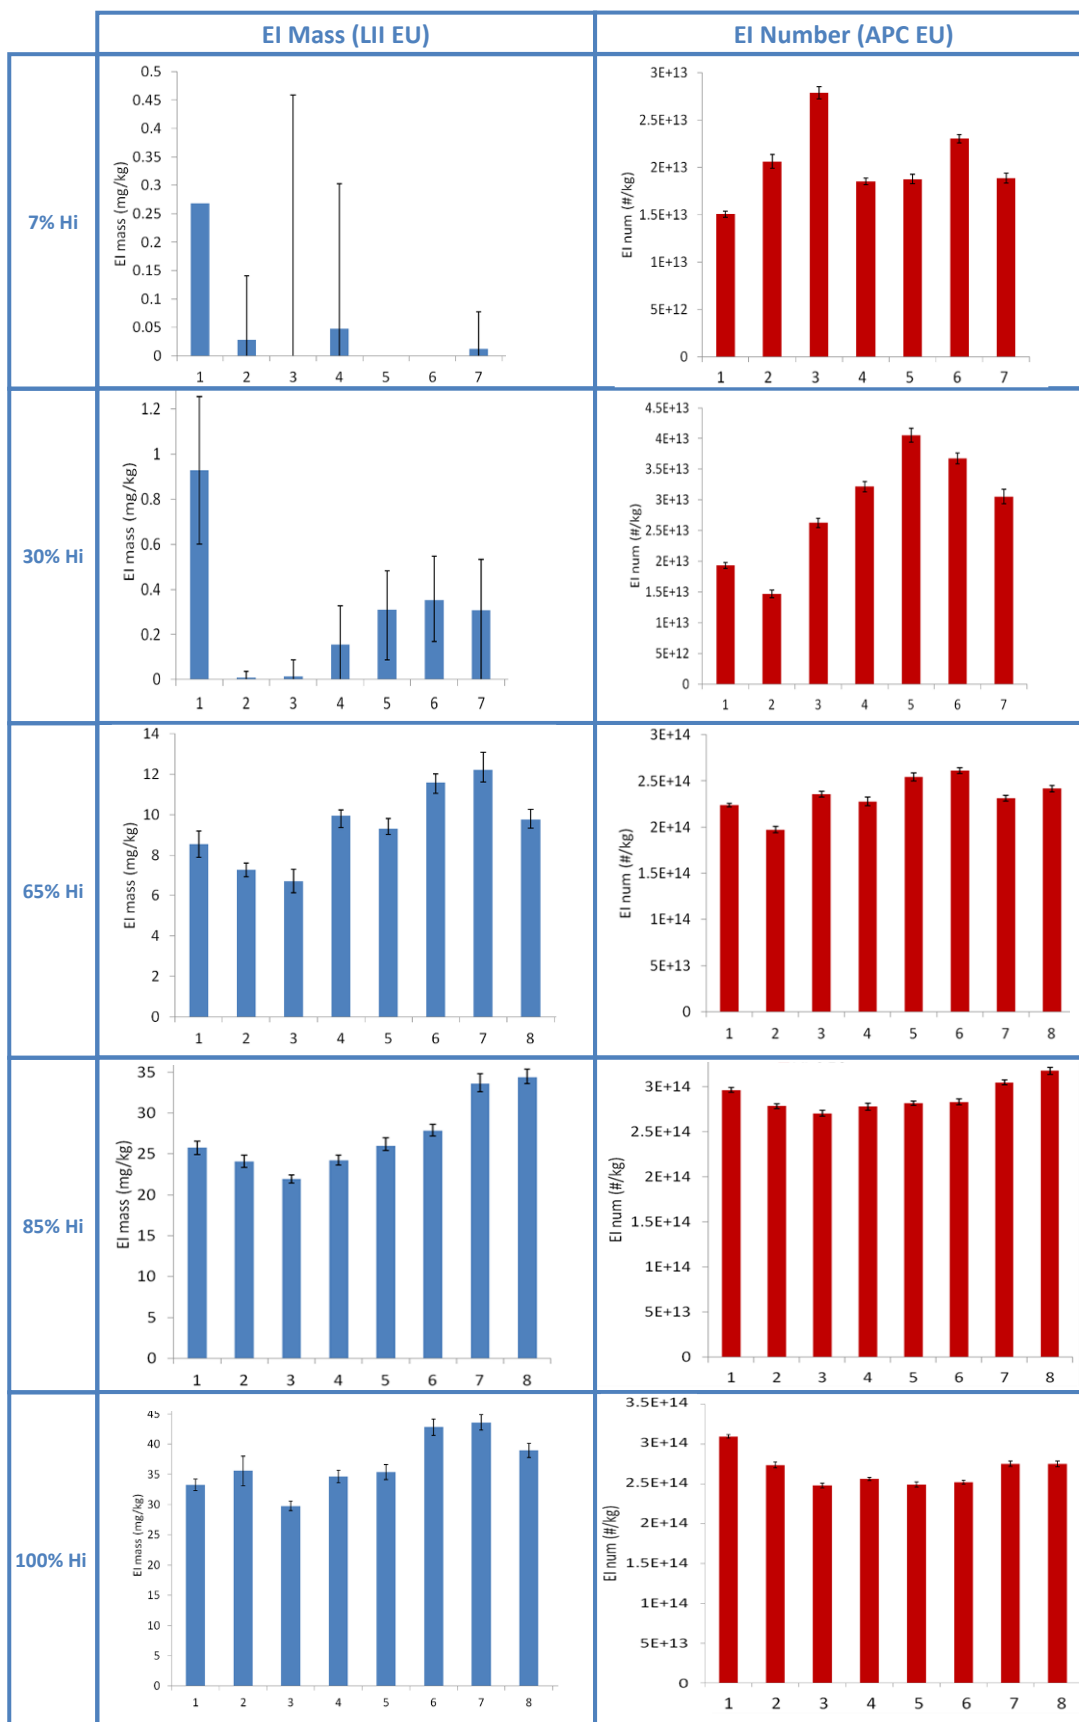 EI Mass (LII EU)
EI Number (APC EU)
7% Hi
EI mass (mg/kg)
0.5
0.45
0.4
0.35
0.3
0.25
0.2
0.15
0.1
0.05
0
1 2 3 4 5 6 7
EI num (#/kg)
3E+13
2.5E+13
2E+13
1.5E+13
1E+13
5E+12
0
1 2 3 4 5 6 7
30% Hi
EI mass (mg/kg)
1.2
1
0.8
0.6
0.4
0.2
0
1 2 3 4 5 6 7
EI num (#/kg)
4.5E+13
4E+13
3.5E+13
3E+13
2.5E+13
2E+13
1.5E+13
1E+13
5E+12
0
1 2 3 4 5 6 7
65% Hi
EI mass (mg/kg)
14
12
10
8
6
4
2
0
1 2 3 4 5 6 7 8
EI num (#/kg)
3E+14
2.5E+14
2E+14
1.5E+14
1E+14
5E+13
0
1 2 3 4 5 6 7 8
85% Hi
EI mass (mg/kg)
35
30
25
20
15
10
5
0
1 2 3 4 5 6 7 8
EI num (#/kg)
3E+14
2.5E+14
2E+14
1.5E+14
1E+14
5E+13
0
1 2 3 4 5 6 7 8
100% Hi
EI mass (mg/kg)
45
40
35
30
25
20
15
10
5
0
1 2 3 4 5 6 7 8
EI num (#/kg)
3.5E+14
3E+14
2.5E+14
2E+14
1.5E+14
1E+14
5E+13
0
1 2 3 4 5 6 7 8